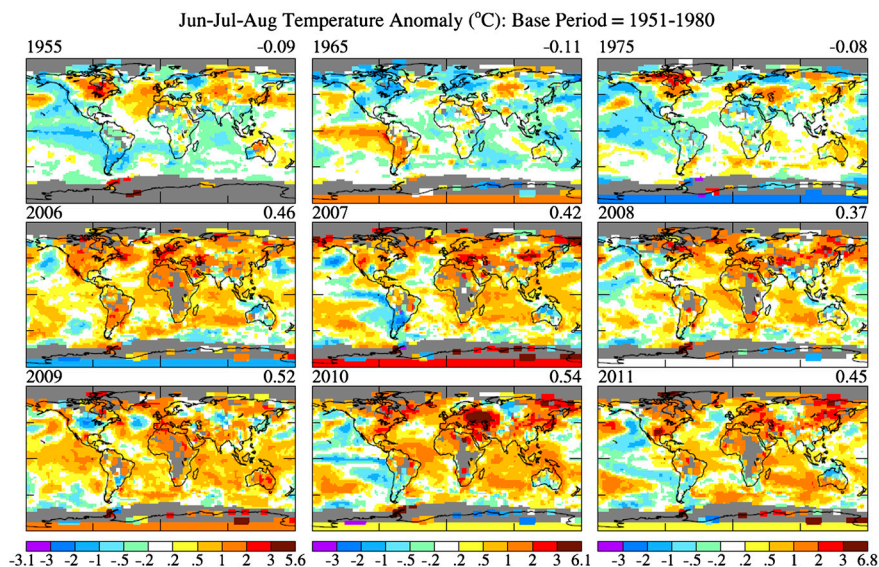 Jun-Jul-Aug Temperature Anomaly (°C): Base Period = 1951-1980
1955 -0.09 1965 -0.11 1975 -0.08
2006 0.46 2007 0.42 2008 0.37
2009 0.52 2010 0.54 2011 0.45
-3.1 -3 -2 -1 -.5 -.2 .2 .5 1 2 3 5.6 -3 -2 -1 -.5 -.2 .2 .5 1 2 3 6.1 -3 -2 -1 -.5 -.2 .2 .5 1 2 3 6.8